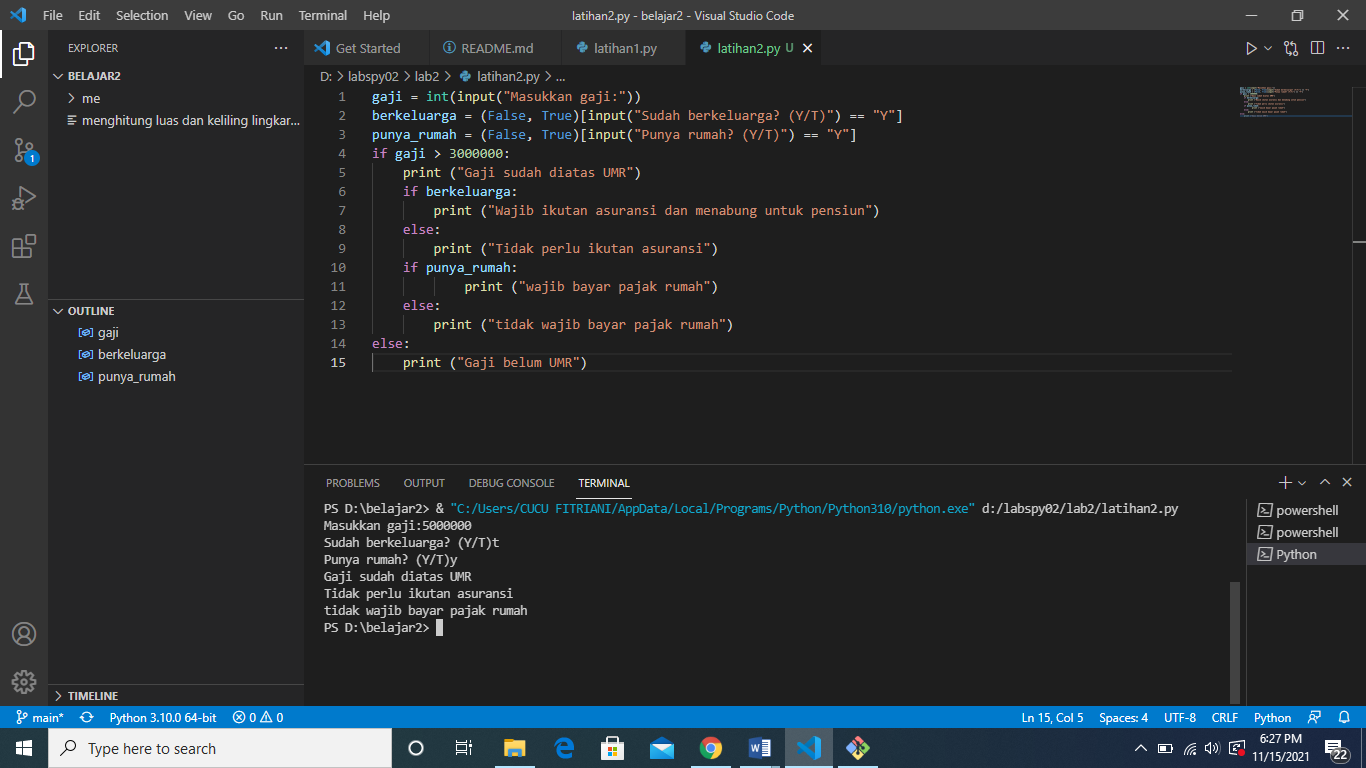 File Edit Selection View Go Run Terminal Help latihan2.py - belajar2 - Visual Studio Code
EXPLORER
BELAJAR2
me
menghitung luas dan keliling lingkar...
OUTLINE
gaji
berkeluarga
punya_rumah
TIMELINE
Get Started README.md latihan1.py latihan2.py U
D: > labspy02 > lab2 > latihan2.py > ...
1 gaji = int(input("Masukkan gaji:"))
2 berkeluarga = (False, True)[input("Sudah berkeluarga? (Y/T)") == "Y"]
3 punya_rumah = (False, True)[input("Punya rumah? (Y/T)") == "Y"]
4 if gaji > 3000000:
5     print ("Gaji sudah diatas UMR")
6     if berkeluarga:
7         print ("Wajib ikutan asuransi dan menabung untuk pensiun")
8     else:
9         print ("Tidak perlu ikutan asuransi")
10     if punya_rumah:
11             print ("wajib bayar pajak rumah")
12     else:
13         print ("tidak wajib bayar pajak rumah")
14 else:
15     print ("Gaji belum UMR")
PROBLEMS OUTPUT DEBUG CONSOLE TERMINAL
PS D:\belajar2> & "C:/Users/CUCU FITRIANI/AppData/Local/Programs/Python/Python310/python.exe" d:/labspy02/lab2/latihan2.py
Masukkan gaji:5000000
Sudah berkeluarga? (Y/T)t
Punya rumah? (Y/T)y
Gaji sudah diatas UMR
Tidak perlu ikutan asuransi
tidak wajib bayar pajak rumah
PS D:\belajar2>
powershell
powershell
Python
1
main* Python 3.10.0 64-bit 0 0 Ln 15, Col 5 Spaces: 4 UTF-8 CRLF Python
Type here to search
6:27 PM
11/15/2021
22